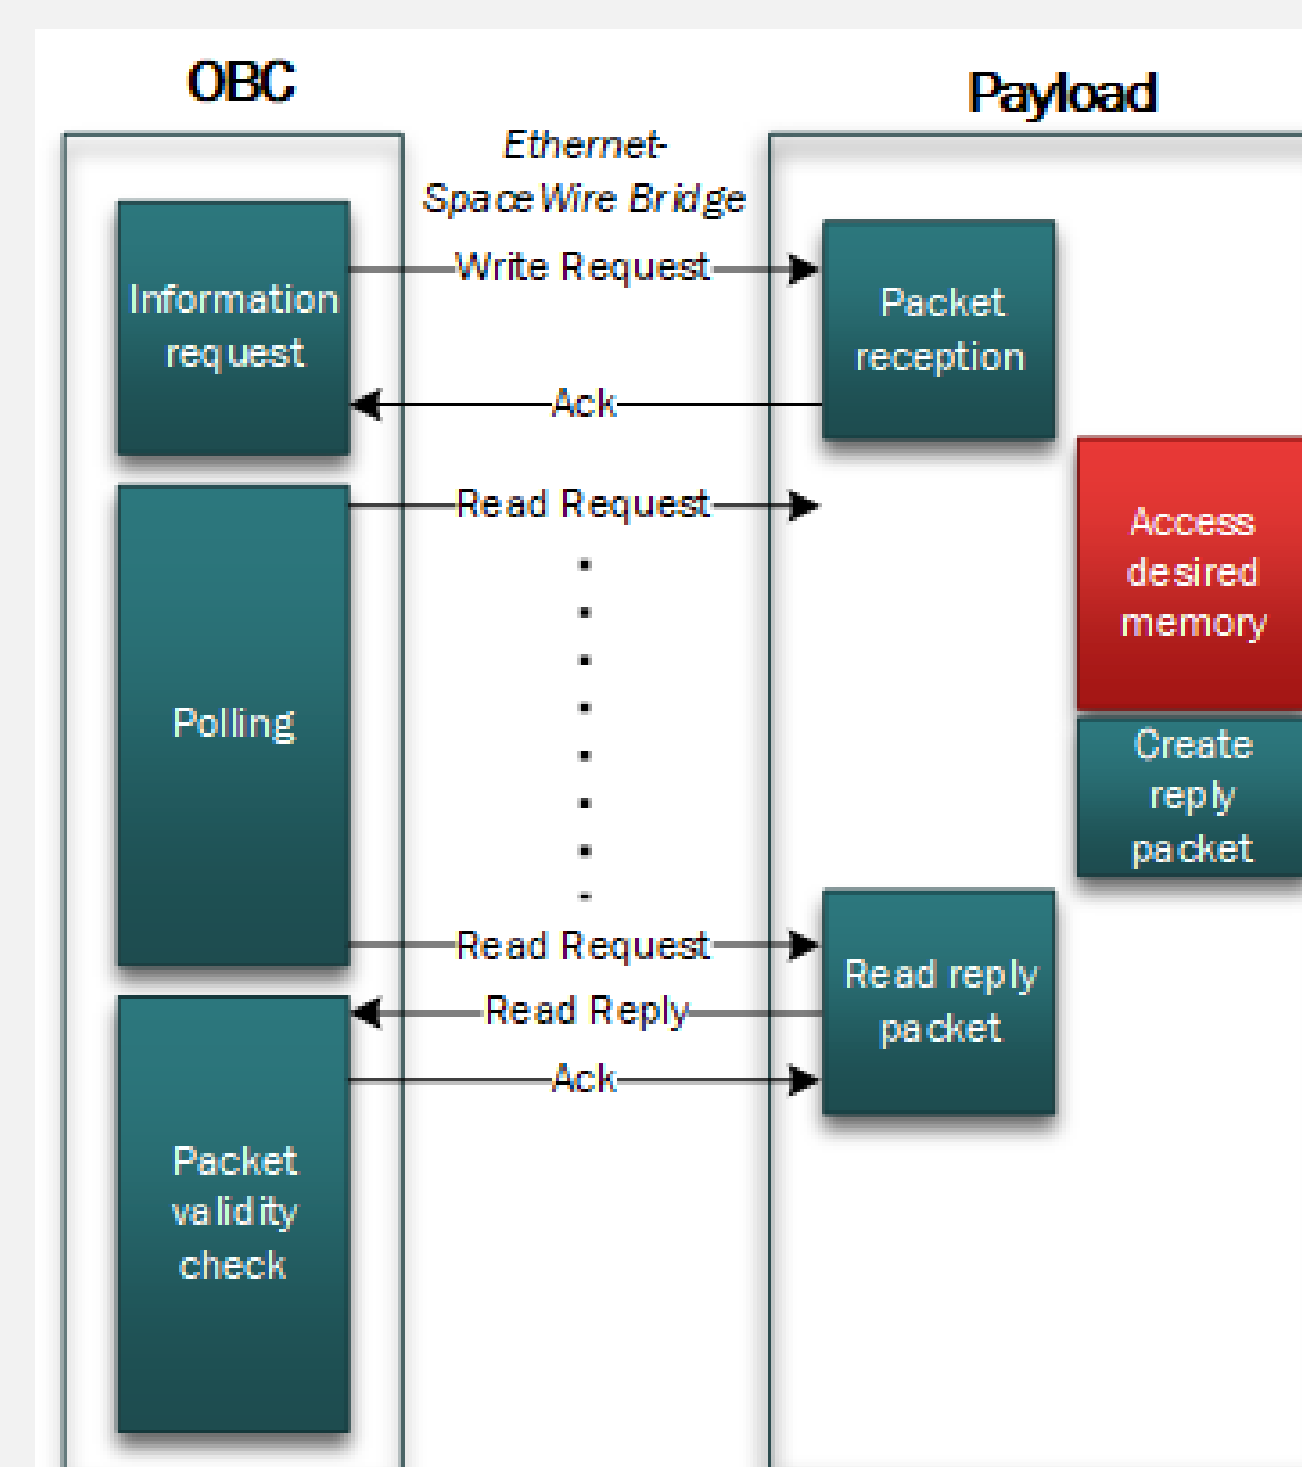 OBC
Payload
Ethernet-
SpaceWire Bridge
Write Request
Information
request
Packet
reception
Ack
Read Request
Access
desired
memory
Polling
Create
reply
packet
Read Request
Read reply
packet
Read Reply
Ack
Packet
validity
check